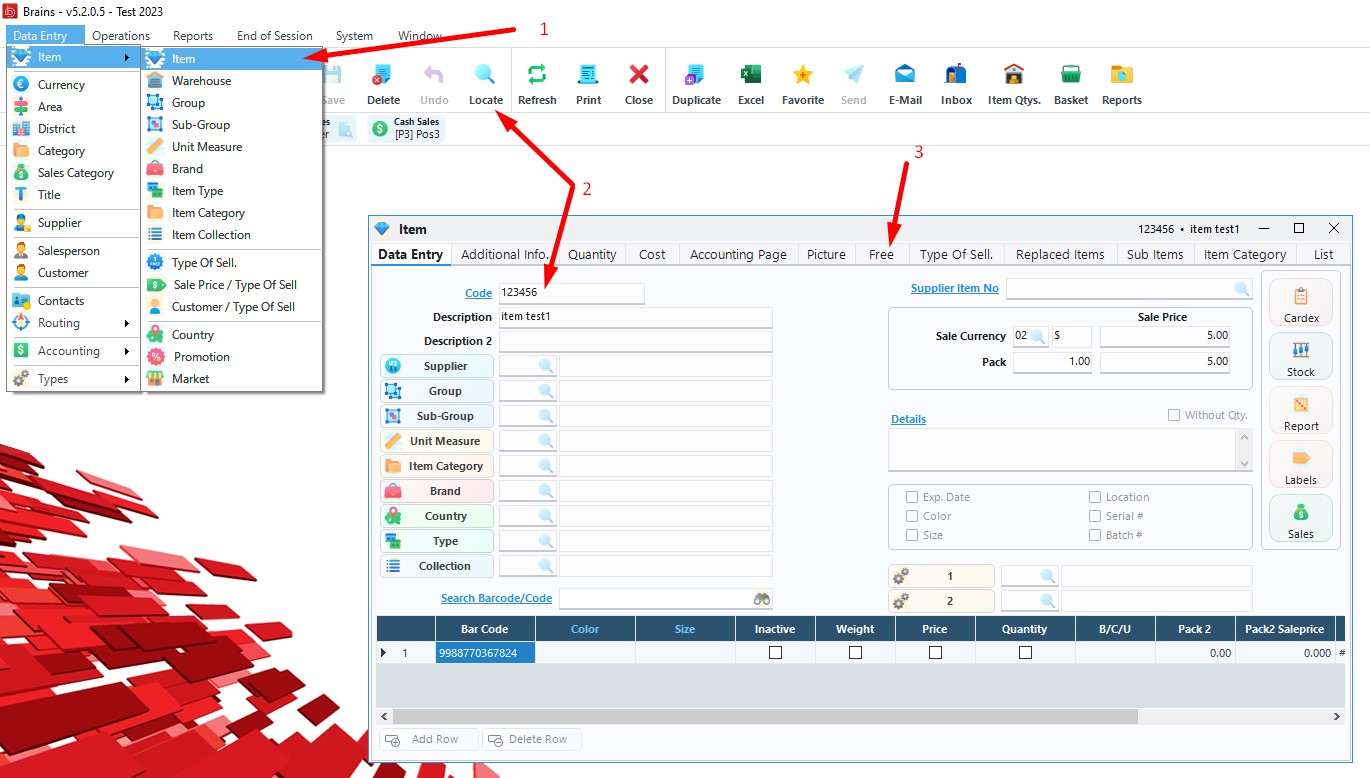 Brains - v5.2.0.5 - Test 2023
Data Entry Operations Reports End of Session System Window
1
Item
Currency
Area
District
Category
Sales Category
Title
Supplier
Salesperson
Customer
Contacts
Routing
Accounting
Types
Item
Warehouse
Group
Sub-Group
Unit Measure
Brand
Item Type
Item Category
Item Collection
Type Of Sell.
Sale Price / Type Of Sell
Customer / Type Of Sell
Country
Promotion
Market
Save Delete Undo Locate Refresh Print Close Duplicate Excel Favorite Send E-Mail Inbox Item Qtys. Basket Reports
Cash Sales
[P3] Pos3
2
3
Item 123456 • item test1
Data Entry Additional Info. Quantity Cost Accounting Page Picture Free Type Of Sell. Replaced Items Sub Items Item Category List
Code 123456
Description item test1
Description 2
Supplier
Group
Sub-Group
Unit Measure
Item Category
Brand
Country
Type
Collection
Search Barcode/Code
Supplier Item No
Sale Price
Sale Currency 02 $ 5.00
Pack 1.00 5.00
Details Without Qty.
Exp. Date Location
Color Serial #
Size Batch #
1
2
Cardex
Stock
Report
Labels
Sales
Bar Code Color Size Inactive Weight Price Quantity B/C/U Pack 2 Pack2 Saleprice
1 9988770367824 0.00 0.000 #
Add Row Delete Row